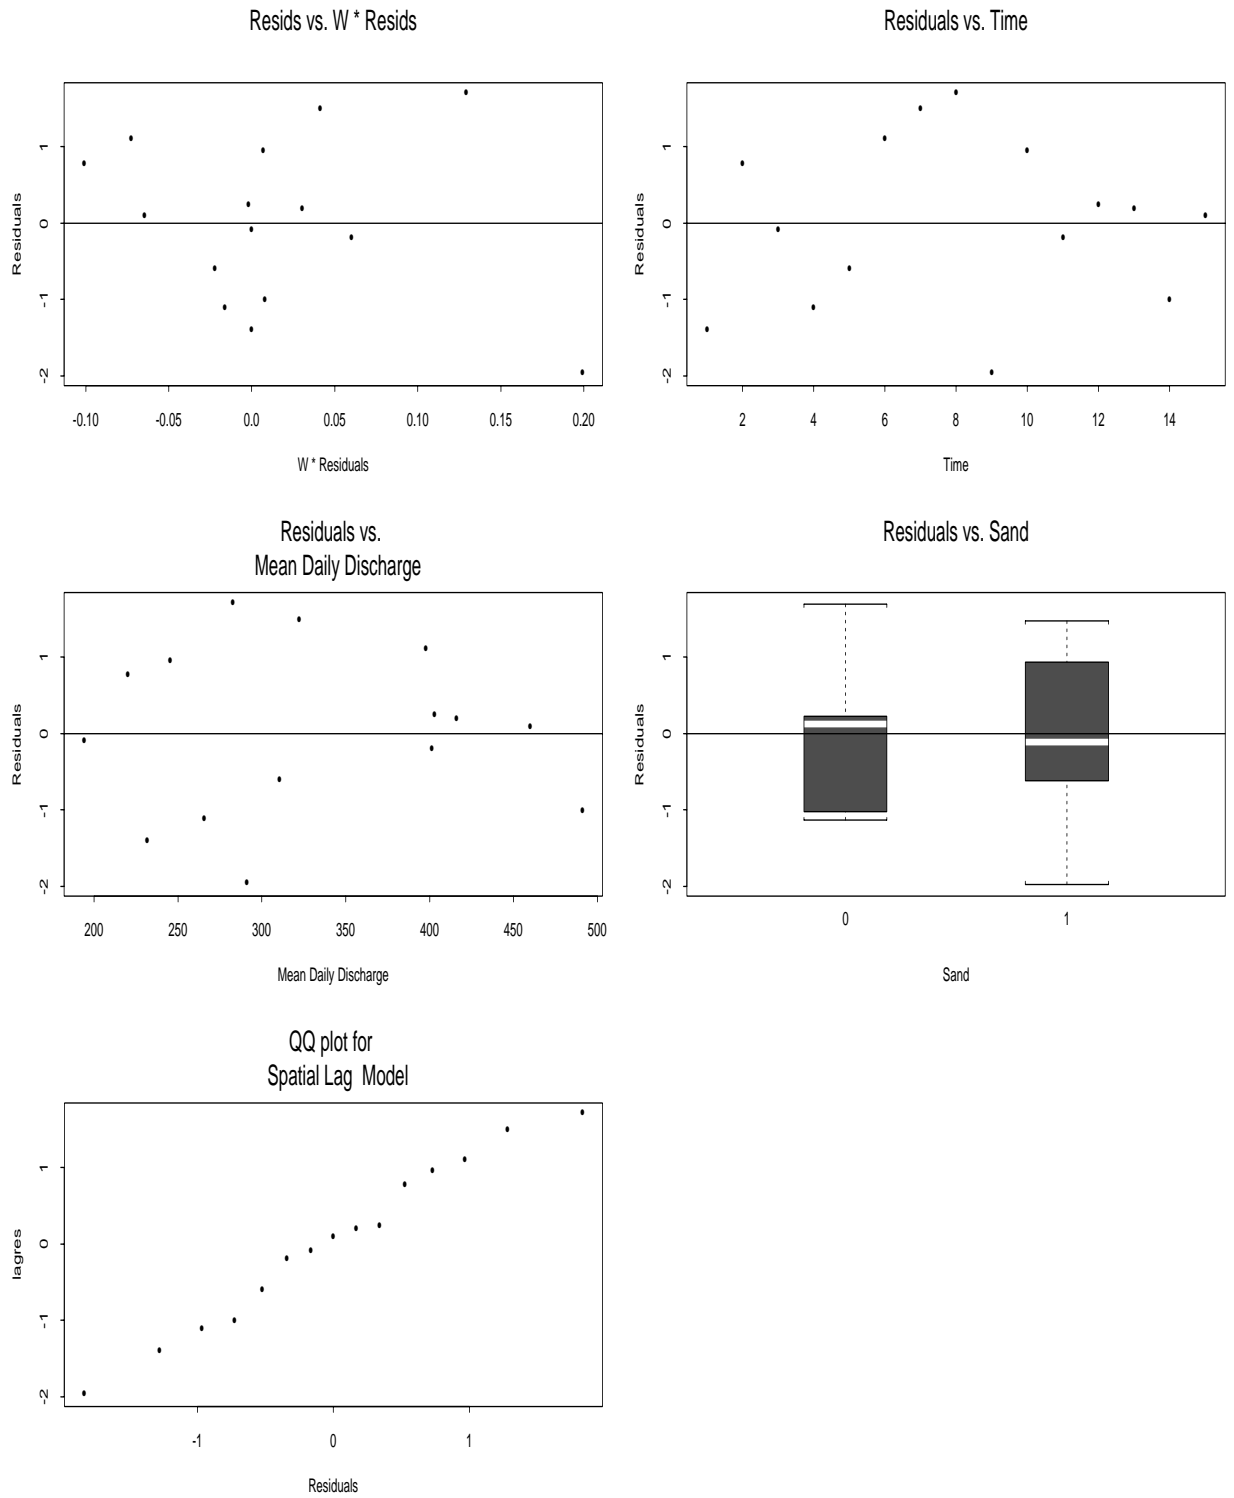 Resids vs. W * Resids
Residuals
1
0
-1
-2
-0.10 -0.05 0.0 0.05 0.10 0.15 0.20
W * Residuals
Residuals vs. Time
Residuals
1
0
-1
-2
2 4 6 8 10 12 14
Time
Residuals vs.
Mean Daily Discharge
Residuals
1
0
-1
-2
200 250 300 350 400 450 500
Mean Daily Discharge
Residuals vs. Sand
Residuals
1
0
-1
-2
0 1
Sand
QQ plot for
Spatial Lag Model
lagres
1
0
-1
-2
-1 0 1
Residuals